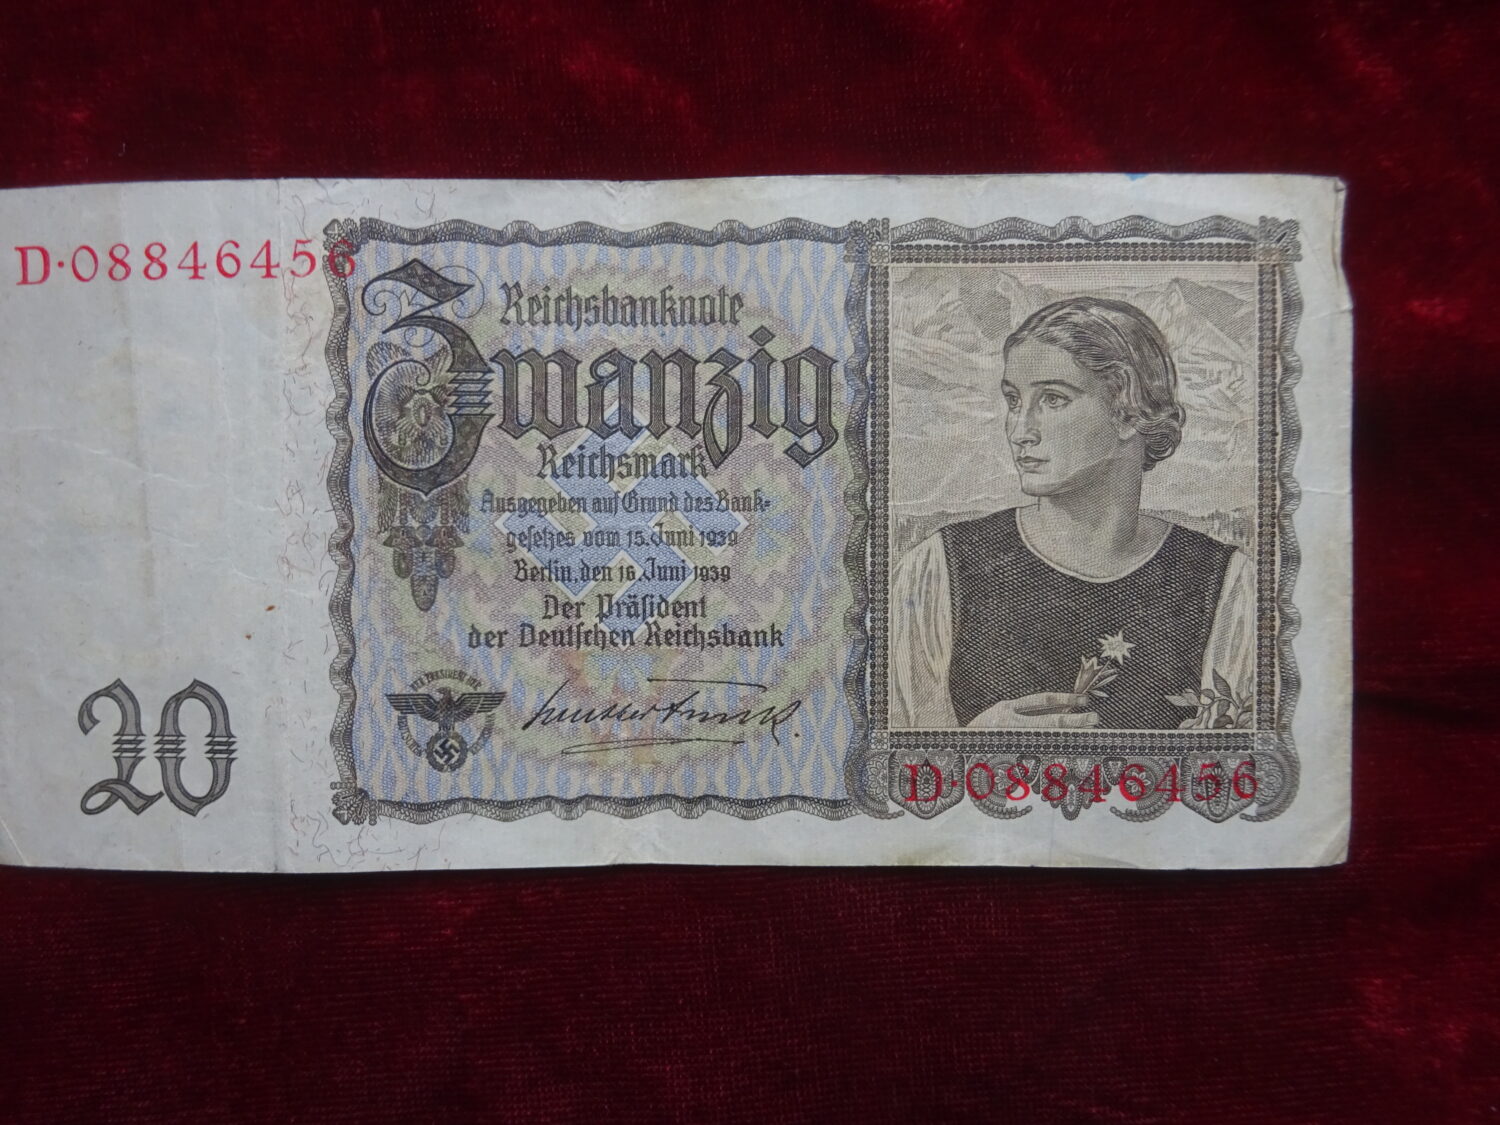 D·08846456
Reichsbanknote
Zwanzig
Reichsmark
Ausgegeben auf Grund des Bank-
gesetzes vom 15. Juni 1939
Berlin, den 16. Juni 1939
Der Präsident
der Deutschen Reichsbank
20
D·08846456